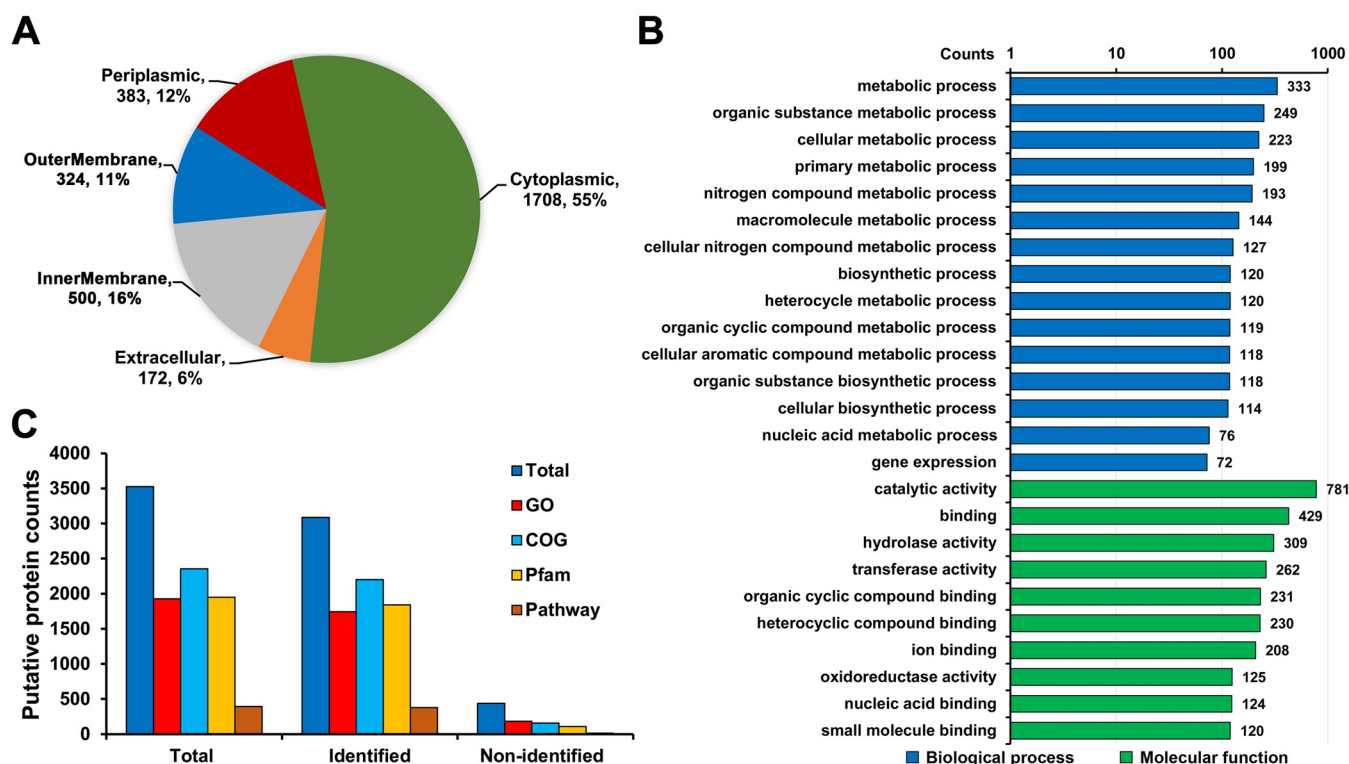 A
Periplasmic,
383, 12%
OuterMembrane,
324, 11%
InnerMembrane,
500, 16%
Extracellular,
172, 6%
Cytoplasmic,
1708, 55%
B
Counts
1 10 100 1000
metabolic process 333
organic substance metabolic process 249
cellular metabolic process 223
primary metabolic process 199
nitrogen compound metabolic process 193
macromolecule metabolic process 144
cellular nitrogen compound metabolic process 127
biosynthetic process 120
heterocycle metabolic process 120
organic cyclic compound metabolic process 119
cellular aromatic compound metabolic process 118
organic substance biosynthetic process 118
cellular biosynthetic process 114
nucleic acid metabolic process 76
gene expression 72
catalytic activity 781
binding 429
hydrolase activity 309
transferase activity 262
organic cyclic compound binding 231
heterocyclic compound binding 230
ion binding 208
oxidoreductase activity 125
nucleic acid binding 124
small molecule binding 120
Biological process Molecular function
C
Putative protein counts
4000
3500
3000
2500
2000
1500
1000
500
0
Total
GO
COG
Pfam
Pathway
Total Identified Non-identified